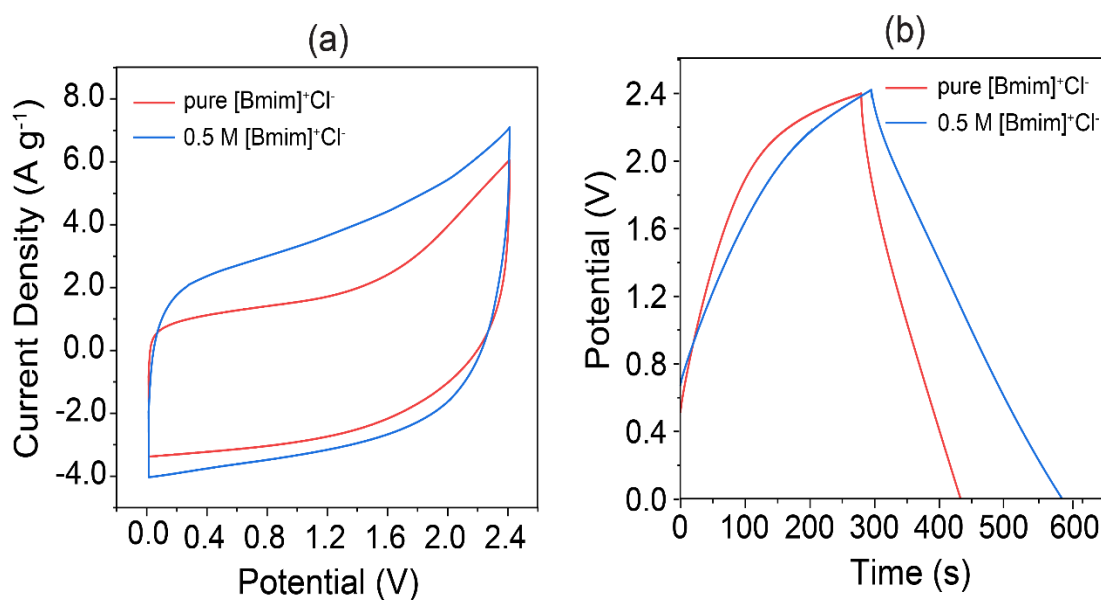 (a)
8.0
6.0
4.0
2.0
0.0
-2.0
-4.0
Current Density (A g⁻¹)
pure [Bmim]⁺Cl⁻
0.5 M [Bmim]⁺Cl⁻
0.0 0.4 0.8 1.2 1.6 2.0 2.4
Potential (V)
(b)
2.4
2.0
1.6
1.2
0.8
0.4
0.0
Potential (V)
pure [Bmim]⁺Cl⁻
0.5 M [Bmim]⁺Cl⁻
0 100 200 300 400 500 600
Time (s)